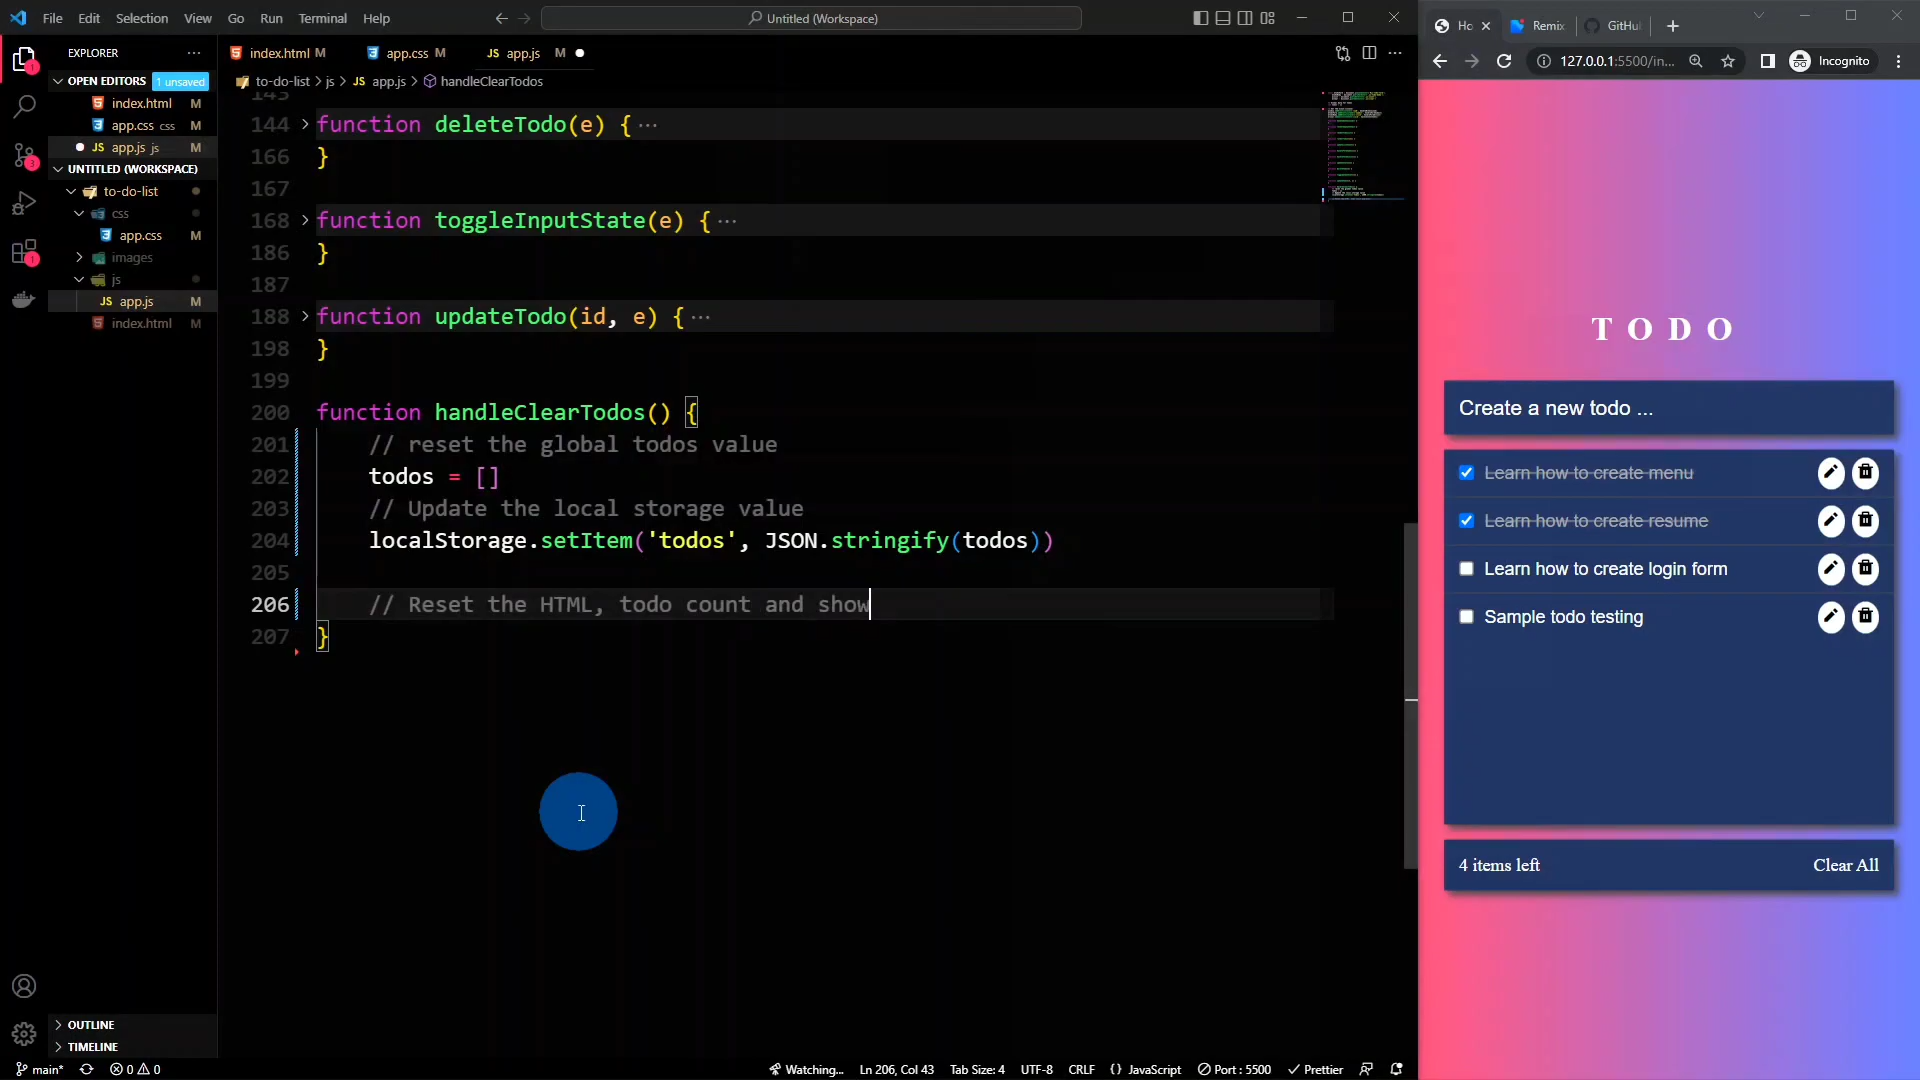 File Edit Selection View Go Run Terminal Help
Untitled (Workspace)
EXPLORER
OPEN EDITORS 1 unsaved
index.html M
app.css css M
JS app.js js M
UNTITLED (WORKSPACE)
to-do-list
css
app.css M
images
js
JS app.js M
index.html M
OUTLINE
TIMELINE
index.html M
app.css M
JS app.js M
to-do-list > js > JS app.js > handleClearTodos
143
144 function deleteTodo(e) { ···
166 }
167
168 function toggleInputState(e) { ···
186 }
187
188 function updateTodo(id, e) { ···
198 }
199
200 function handleClearTodos() {
201 // reset the global todos value
202 todos = []
203 // Update the local storage value
204 localStorage.setItem('todos', JSON.stringify(todos))
205
206 // Reset the HTML, todo count and show
207 }
main* 0 0
Watching... Ln 206, Col 43 Tab Size: 4 UTF-8 CRLF {} JavaScript Port : 5500 Prettier
Ho Remix GitHu
127.0.0.1:5500/in... Incognito
TODO
Create a new todo ...
Learn how to create menu
Learn how to create resume
Learn how to create login form
Sample todo testing
4 items left Clear All